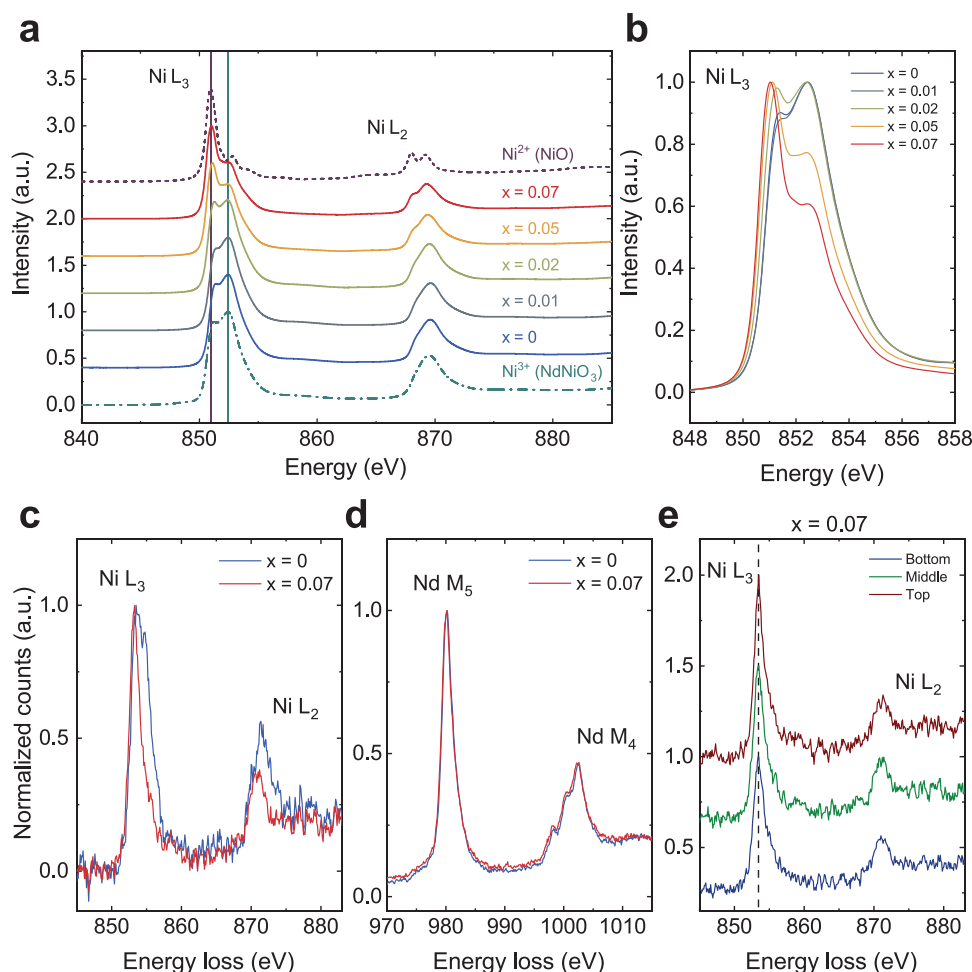 a
Intensity (a.u.)
3.5
3.0
2.5
2.0
1.5
1.0
0.5
0.0
Ni L3
Ni L2
Ni2+ (NiO)
x = 0.07
x = 0.05
x = 0.02
x = 0.01
x = 0
Ni3+ (NdNiO3)
840 850 860 870 880
Energy (eV)
b
Intensity (a.u.)
1.0
0.8
0.6
0.4
0.2
0.0
Ni L3
x = 0
x = 0.01
x = 0.02
x = 0.05
x = 0.07
848 850 852 854 856 858
Energy (eV)
c
Normalized counts (a.u.)
1.0
0.5
0.0
x = 0
x = 0.07
Ni L3
Ni L2
850 860 870 880
Energy loss (eV)
d
1.0
0.5
0.0
x = 0
x = 0.07
Nd M5
Nd M4
970 980 990 1000 1010
Energy loss (eV)
e
x = 0.07
2.0
1.5
1.0
0.5
Ni L3
Bottom
Middle
Top
Ni L2
850 860 870 880
Energy loss (eV)